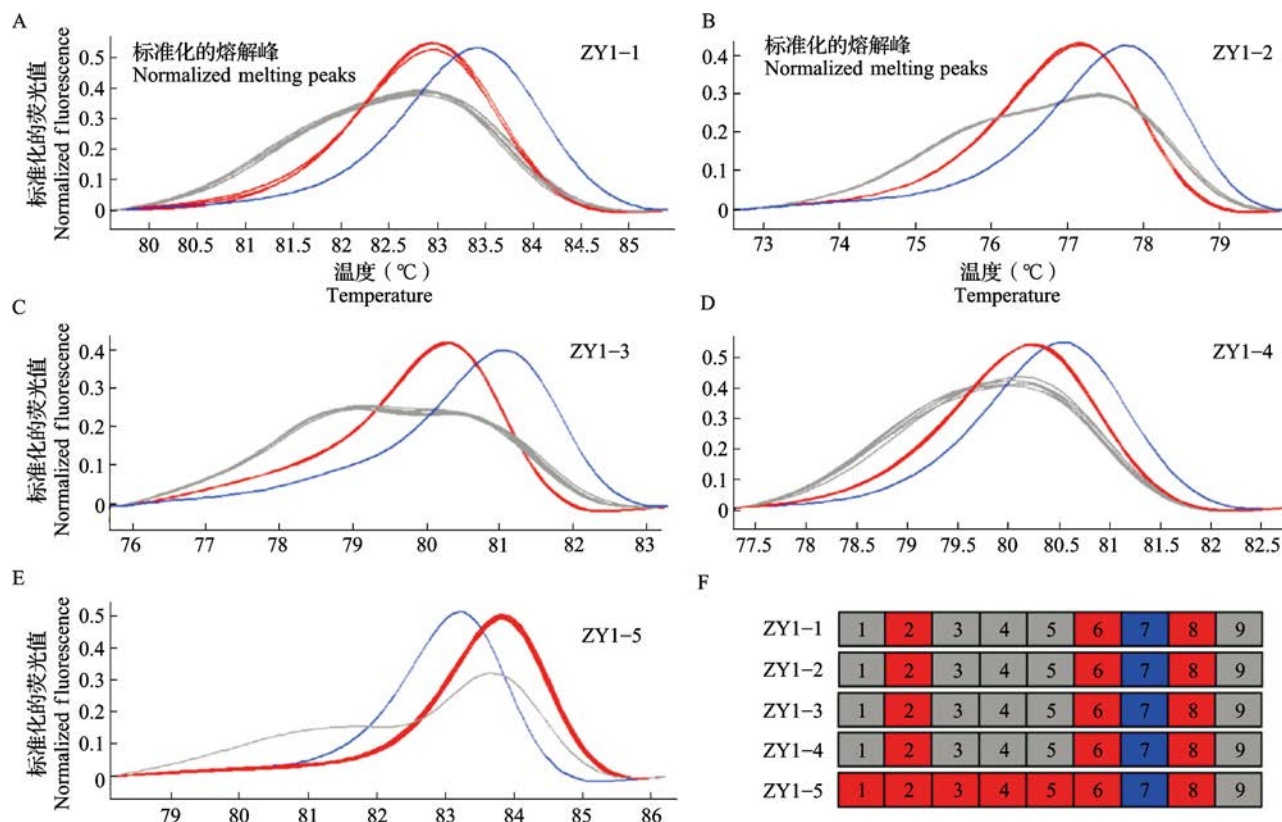 A
标准化的熔解峰
Normalized melting peaks
ZY1-1
标准化的荧光值
Normalized fluorescence
0.5
0.4
0.3
0.2
0.1
0
80 80.5 81 81.5 82 82.5 83 83.5 84 84.5 85
温度（℃）
Temperature
B
标准化的熔解峰
Normalized melting peaks
ZY1-2
0.4
0.3
0.2
0.1
0
73 74 75 76 77 78 79
温度（℃）
Temperature
C
ZY1-3
标准化的荧光值
Normalized fluorescence
0.4
0.3
0.2
0.1
0
76 77 78 79 80 81 82 83
D
ZY1-4
0.5
0.4
0.3
0.2
0.1
0
77.5 78 78.5 79 79.5 80 80.5 81 81.5 82 82.5
E
ZY1-5
标准化的荧光值
Normalized fluorescence
0.5
0.4
0.3
0.2
0.1
0
79 80 81 82 83 84 85 86
F
ZY1-1 1 2 3 4 5 6 7 8 9
ZY1-2 1 2 3 4 5 6 7 8 9
ZY1-3 1 2 3 4 5 6 7 8 9
ZY1-4 1 2 3 4 5 6 7 8 9
ZY1-5 1 2 3 4 5 6 7 8 9